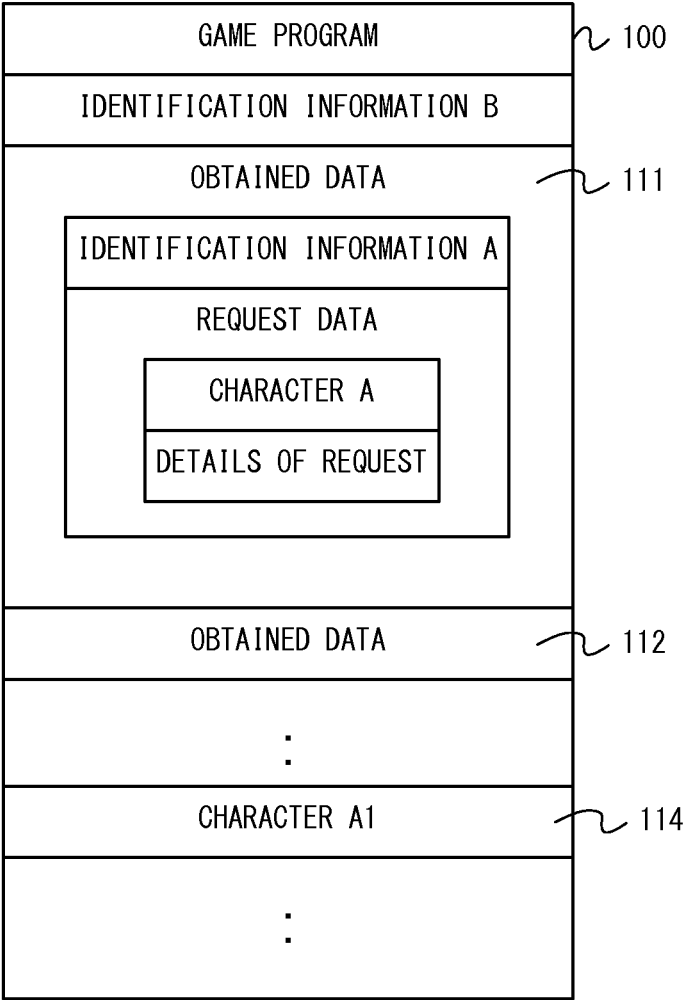 GAME PROGRAM 100
IDENTIFICATION INFORMATION B
OBTAINED DATA 111
IDENTIFICATION INFORMATION A
REQUEST DATA
CHARACTER A
DETAILS OF REQUEST
OBTAINED DATA 112
:
CHARACTER A1 114
: